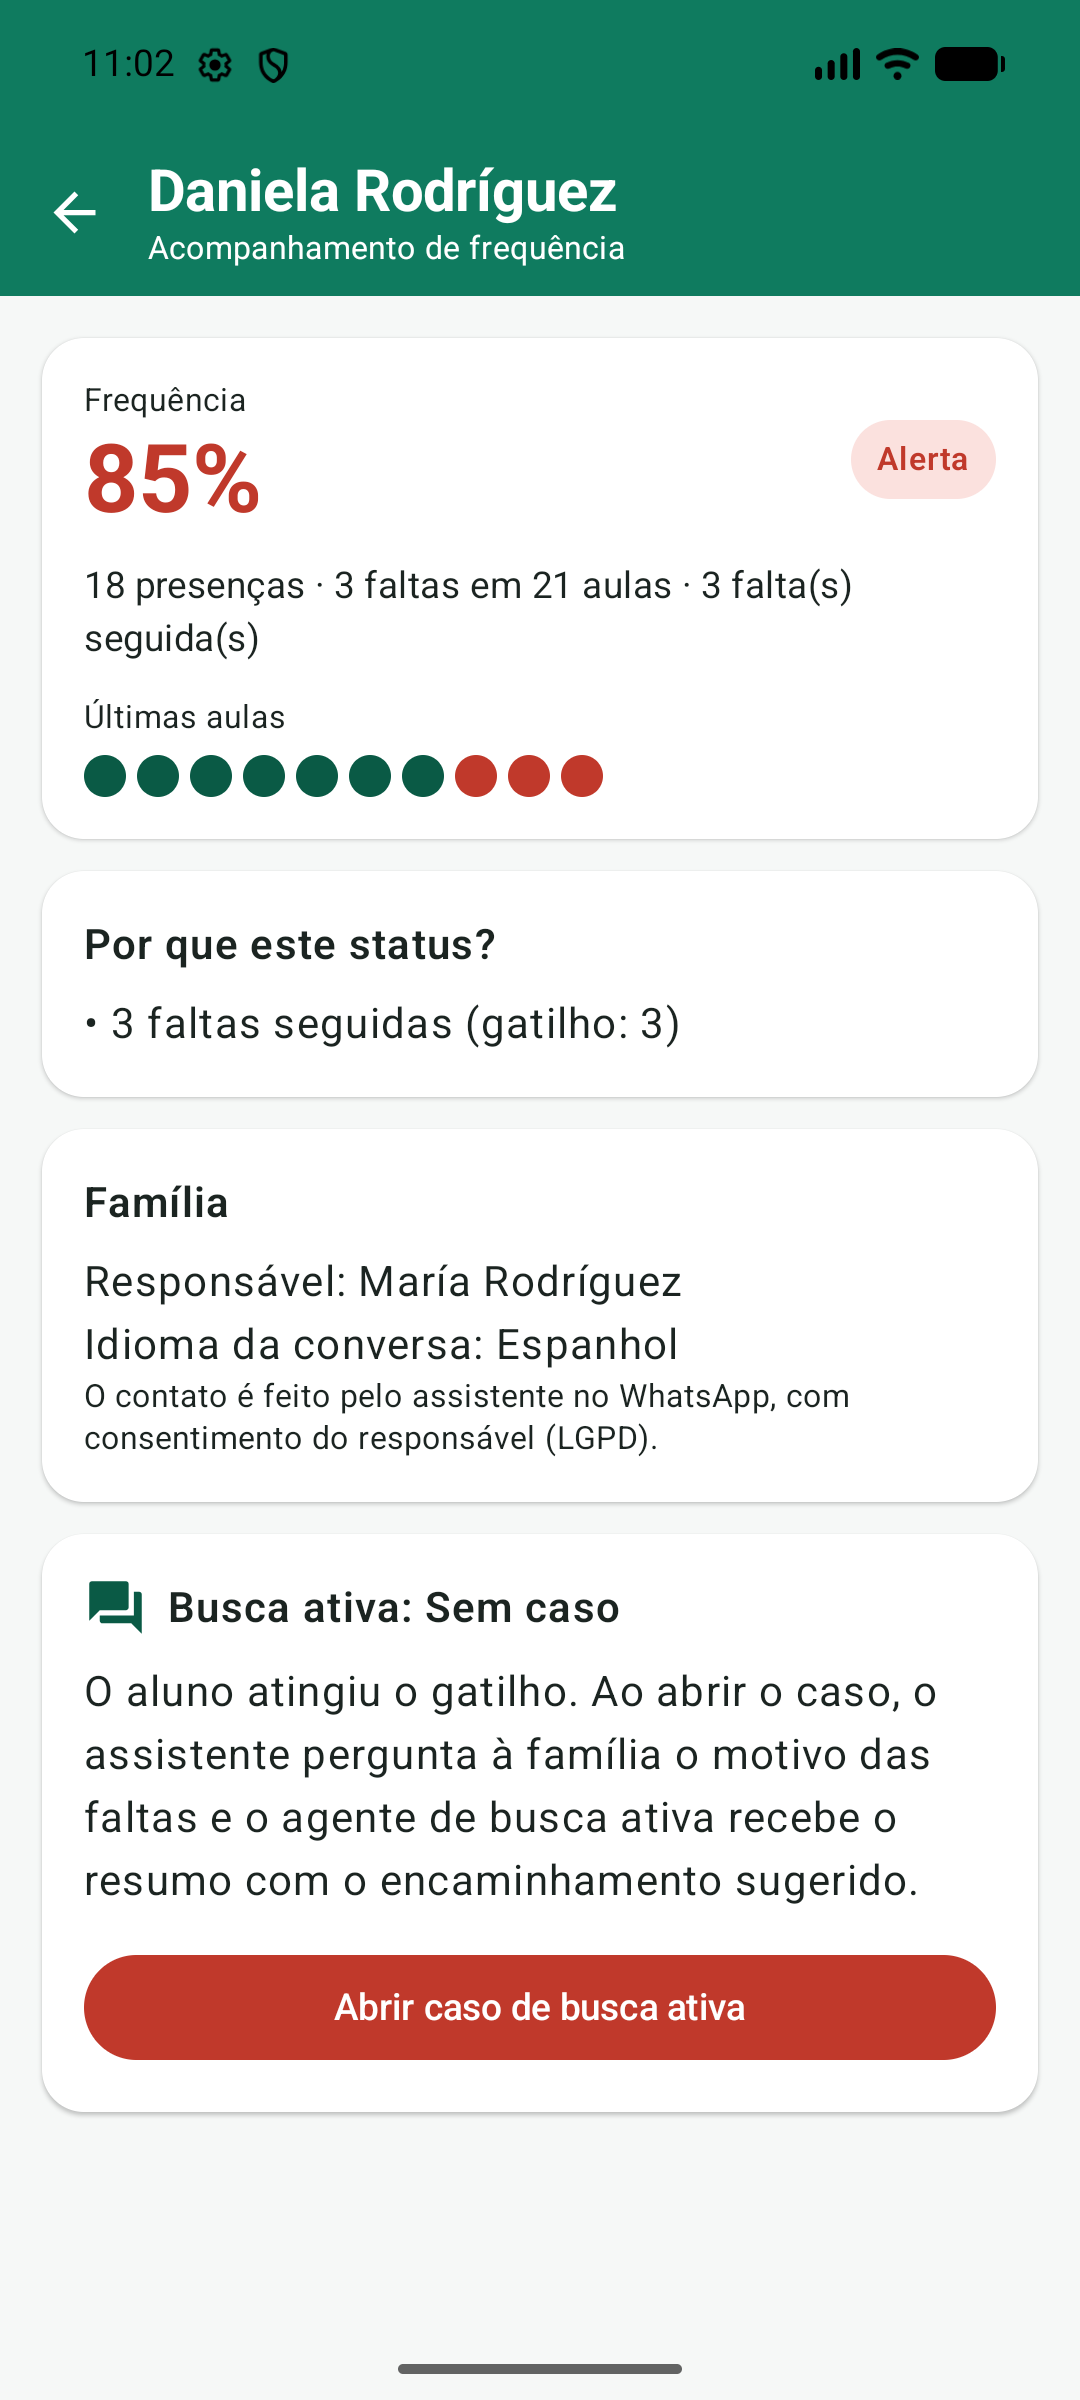 11:02
Daniela Rodríguez
Acompanhamento de frequência
Frequência
85%
Alerta
18 presenças · 3 faltas em 21 aulas · 3 falta(s)
seguida(s)
Últimas aulas
Por que este status?
• 3 faltas seguidas (gatilho: 3)
Família
Responsável: María Rodríguez
Idioma da conversa: Espanhol
O contato é feito pelo assistente no WhatsApp, com
consentimento do responsável (LGPD).
Busca ativa: Sem caso
O aluno atingiu o gatilho. Ao abrir o caso, o
assistente pergunta à família o motivo das
faltas e o agente de busca ativa recebe o
resumo com o encaminhamento sugerido.
Abrir caso de busca ativa